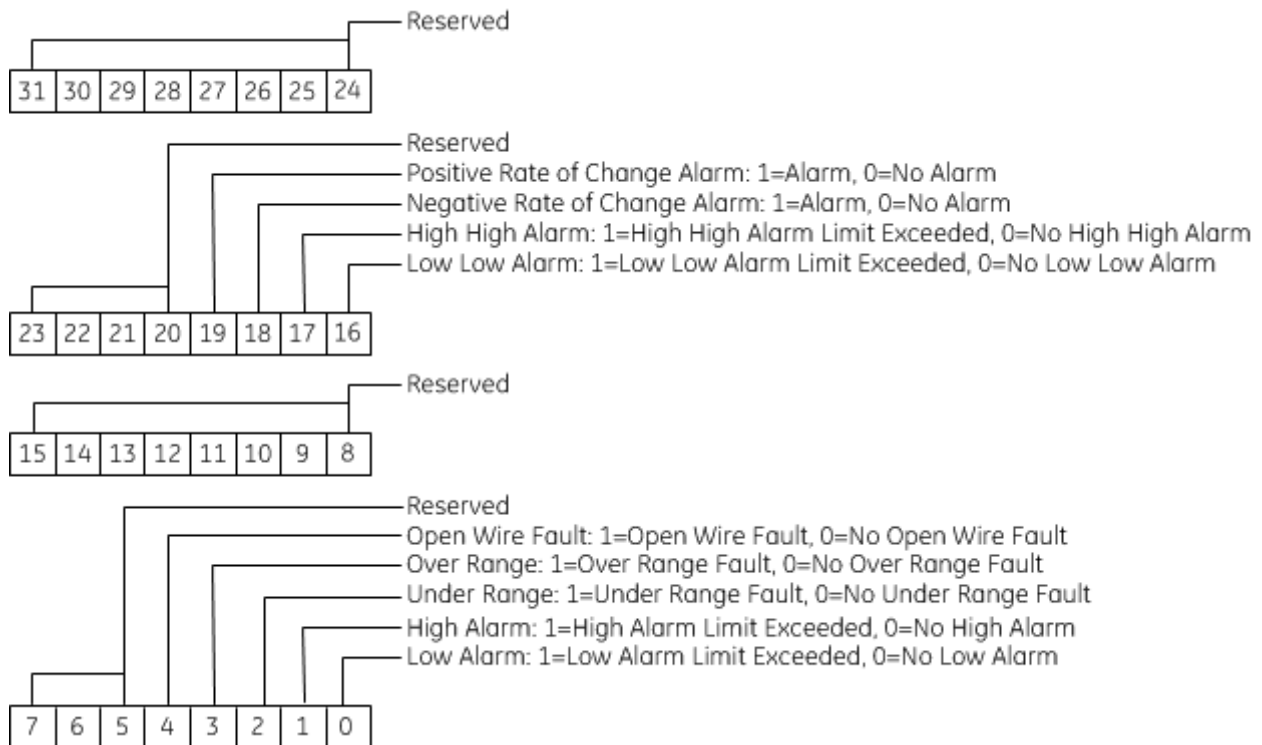 Reserved
31 30 29 28 27 26 25 24
Reserved
Positive Rate of Change Alarm: 1=Alarm, 0=No Alarm
Negative Rate of Change Alarm: 1=Alarm, 0=No Alarm
High High Alarm: 1=High High Alarm Limit Exceeded, 0=No High High Alarm
Low Low Alarm: 1=Low Low Alarm Limit Exceeded, 0=No Low Low Alarm
23 22 21 20 19 18 17 16
Reserved
15 14 13 12 11 10 9 8
Reserved
Open Wire Fault: 1=Open Wire Fault, 0=No Open Wire Fault
Over Range: 1=Over Range Fault, 0=No Over Range Fault
Under Range: 1=Under Range Fault, 0=No Under Range Fault
High Alarm: 1=High Alarm Limit Exceeded, 0=No High Alarm
Low Alarm: 1=Low Alarm Limit Exceeded, 0=No Low Alarm
7 6 5 4 3 2 1 0